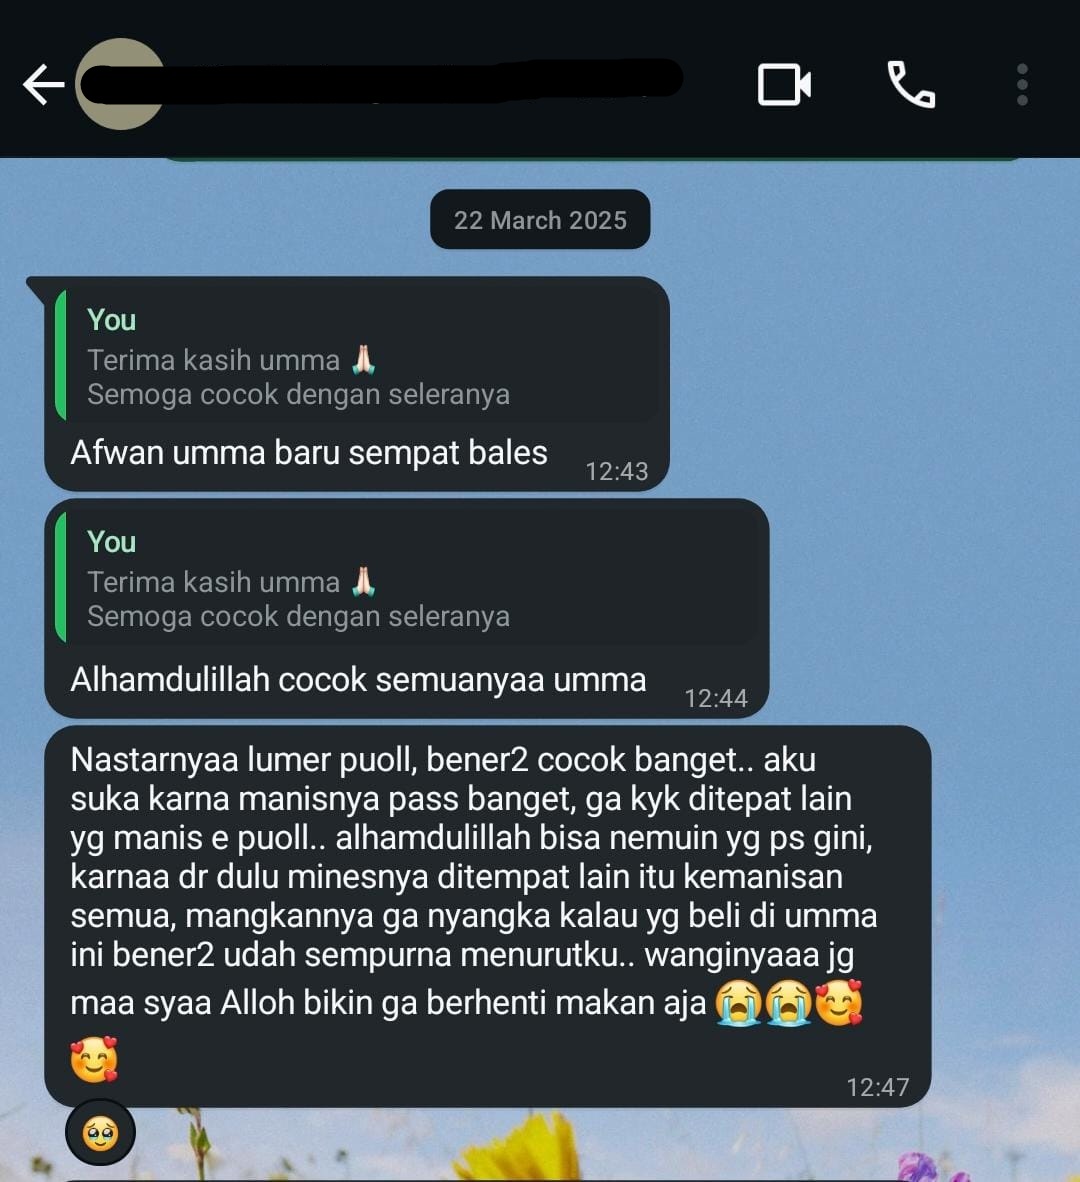 22 March 2025
You
Terima kasih umma 🙏🏻
Semoga cocok dengan seleranya
Afwan umma baru sempat bales
12:43
You
Terima kasih umma 🙏🏻
Semoga cocok dengan seleranya
Alhamdulillah cocok semuanyaa umma
12:44
Nastarnyaa lumer puoll, bener2 cocok banget.. aku
suka karna manisnya pass banget, ga kyk ditepat lain
yg manis e puoll.. alhamdulillah bisa nemuin yg ps gini,
karnaa dr dulu minesnya ditempat lain itu kemanisan
semua, mangkannya ga nyangka kalau yg beli di umma
ini bener2 udah sempurna menurutku.. wanginyaaa jg
maa syaa Alloh bikin ga berhenti makan aja 😭😭🥰
🥰
12:47
🥹